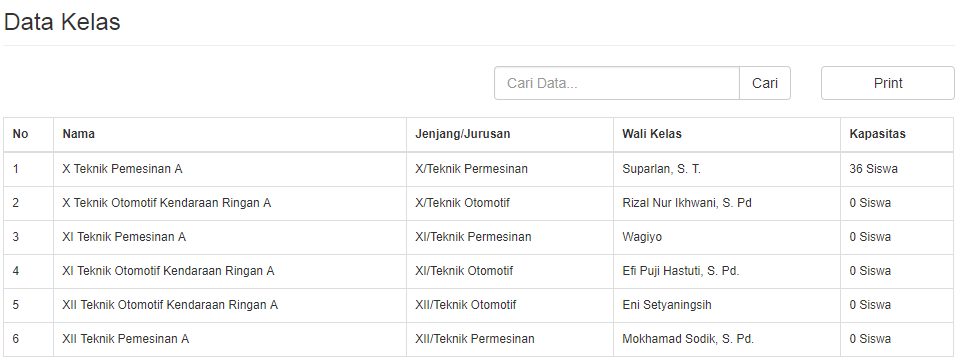 Data Kelas
Cari Data... Cari Print
No Nama Jenjang/Jurusan Wali Kelas Kapasitas
1 X Teknik Pemesinan A X/Teknik Permesinan Suparlan, S. T. 36 Siswa
2 X Teknik Otomotif Kendaraan Ringan A X/Teknik Otomotif Rizal Nur Ikhwani, S. Pd 0 Siswa
3 XI Teknik Pemesinan A XI/Teknik Permesinan Wagiyo 0 Siswa
4 XI Teknik Otomotif Kendaraan Ringan A XI/Teknik Otomotif Efi Puji Hastuti, S. Pd. 0 Siswa
5 XII Teknik Otomotif Kendaraan Ringan A XII/Teknik Otomotif Eni Setyaningsih 0 Siswa
6 XII Teknik Pemesinan A XII/Teknik Permesinan Mokhamad Sodik, S. Pd. 0 Siswa